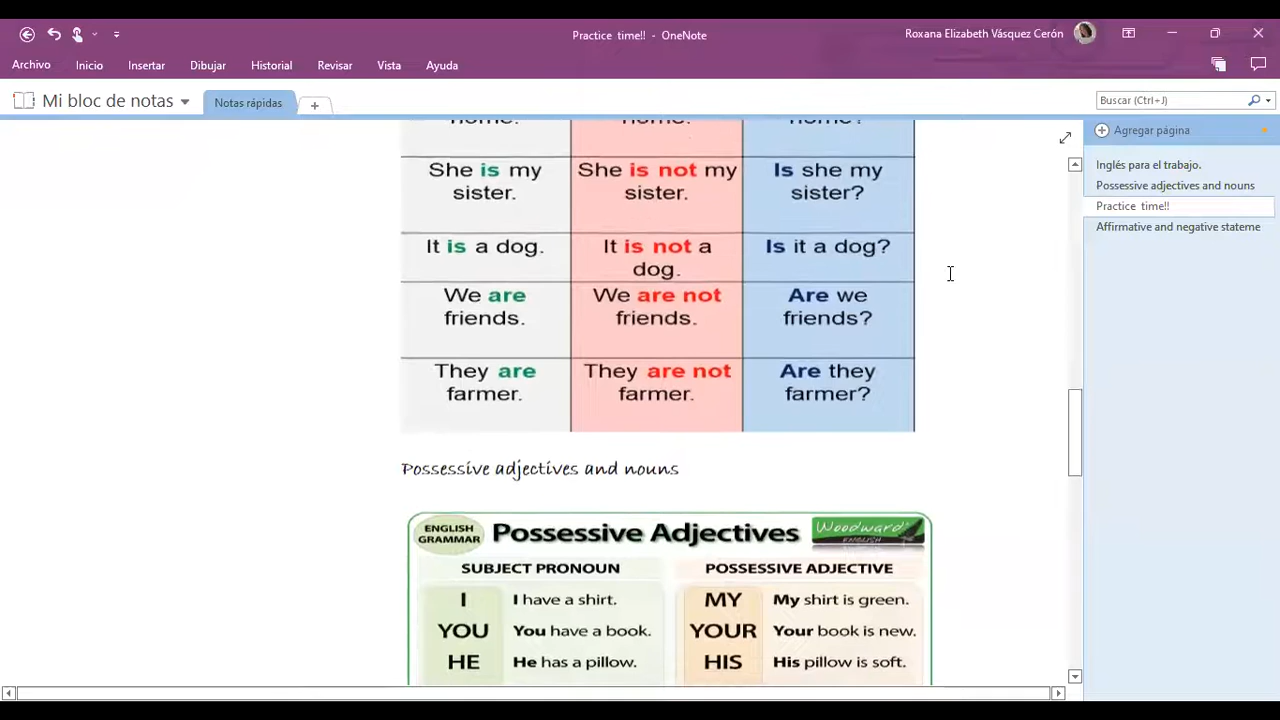 Practice time!! - OneNote
Roxana Elizabeth Vásquez Cerón
Archivo Inicio Insertar Dibujar Historial Revisar Vista Ayuda
Mi bloc de notas Notas rápidas + Buscar (Ctrl+J)
Agregar página
Inglés para el trabajo.
Possessive adjectives and nouns
Practice time!!
Affirmative and negative stateme
home. home. home?
She is my sister. She is not my sister. Is she my sister?
It is a dog. It is not a dog. Is it a dog?
We are friends. We are not friends. Are we friends?
They are farmer. They are not farmer. Are they farmer?
Possessive adjectives and nouns
ENGLISH GRAMMAR Possessive Adjectives Woodward ENGLISH
SUBJECT PRONOUN POSSESSIVE ADJECTIVE
I I have a shirt. MY My shirt is green.
YOU You have a book. YOUR Your book is new.
HE He has a pillow. HIS His pillow is soft.